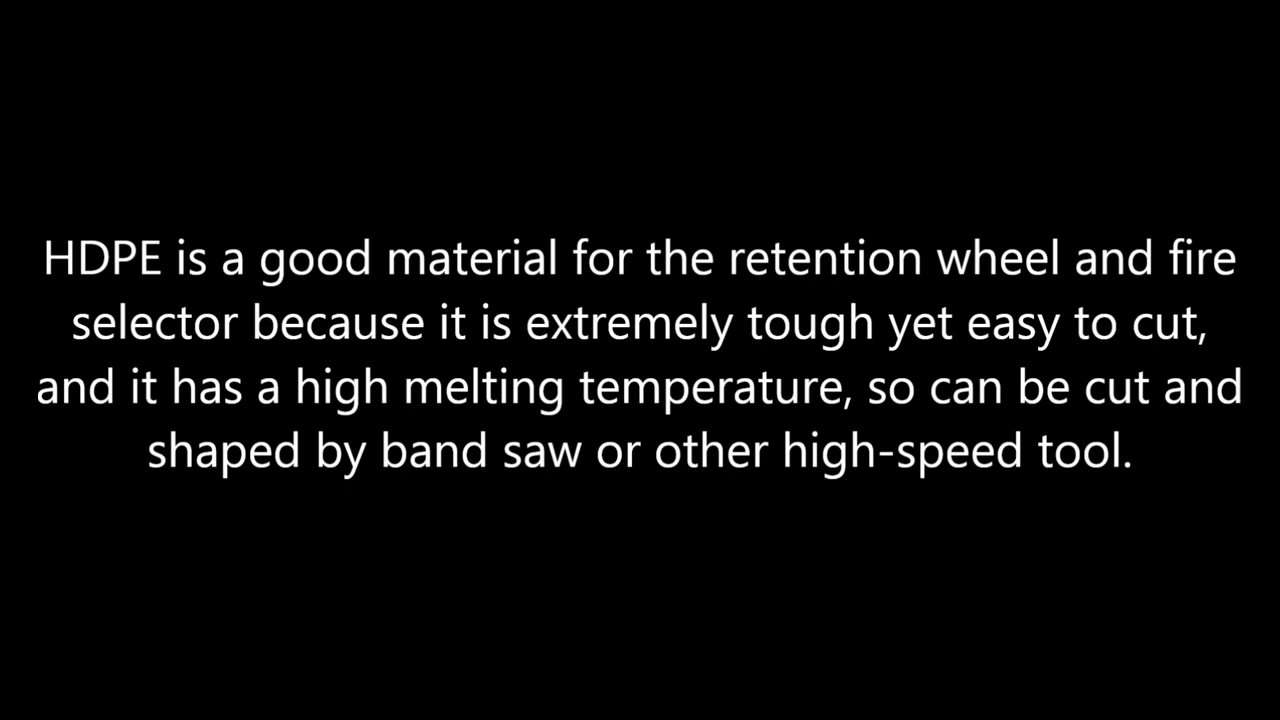 HDPE is a good material for the retention wheel and fire
selector because it is extremely tough yet easy to cut,
and it has a high melting temperature, so can be cut and
shaped by band saw or other high-speed tool.